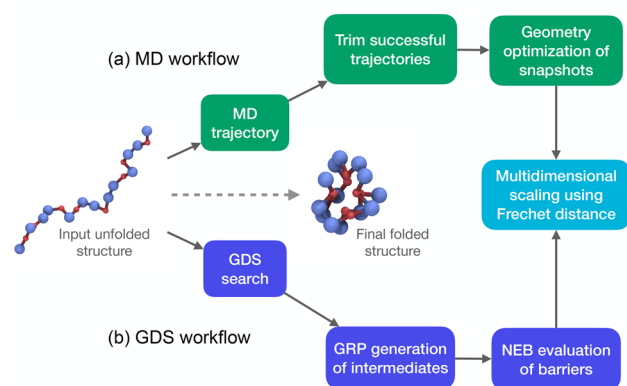 (a) MD workflow
Trim successful
trajectories
Geometry
optimization of
snapshots
MD
trajectory
Input unfolded
structure
Final folded
structure
Multidimensional
scaling using
Frechet distance
GDS
search
(b) GDS workflow
GRP generation
of intermediates
NEB evaluation
of barriers